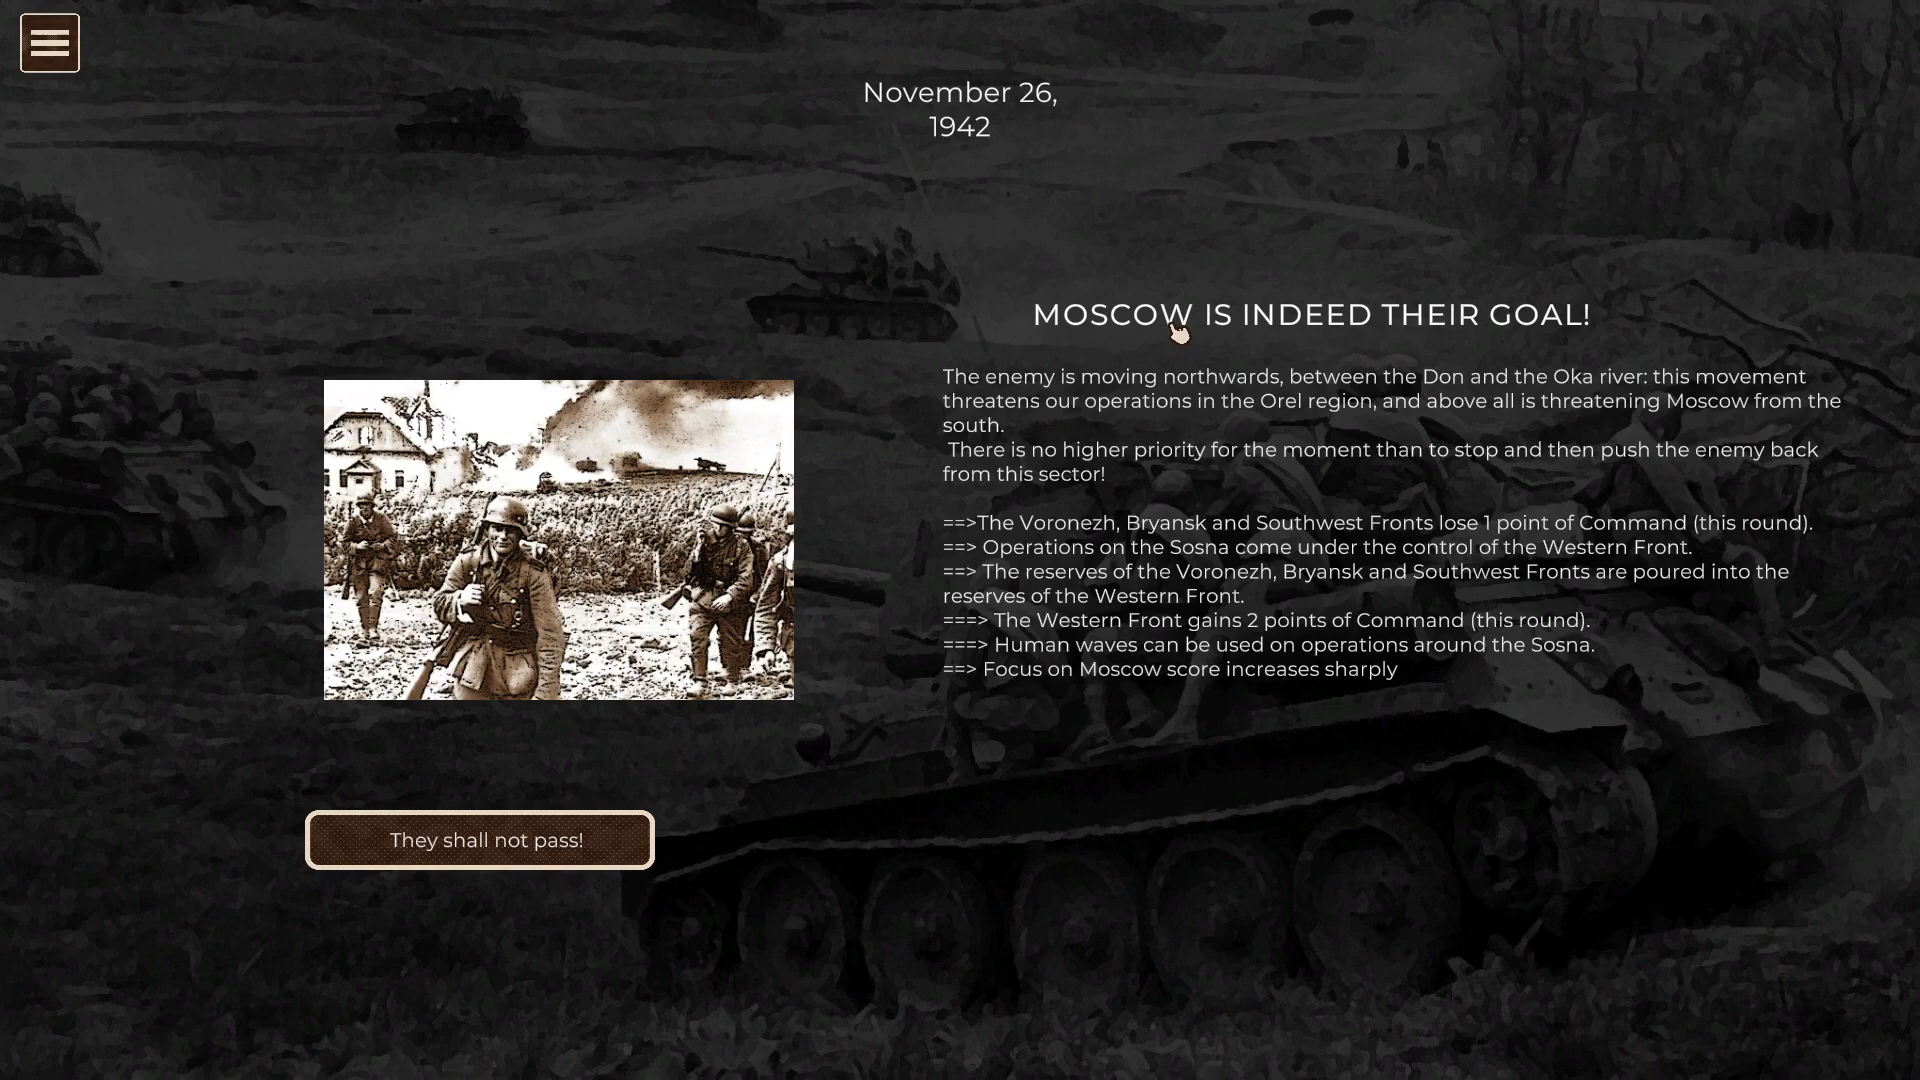 November 26,
1942
MOSCOW IS INDEED THEIR GOAL!
The enemy is moving northwards, between the Don and the Oka river: this movement
threatens our operations in the Orel region, and above all is threatening Moscow from the
south.
There is no higher priority for the moment than to stop and then push the enemy back
from this sector!
==>The Voronezh, Bryansk and Southwest Fronts lose 1 point of Command (this round).
==> Operations on the Sosna come under the control of the Western Front.
==> The reserves of the Voronezh, Bryansk and Southwest Fronts are poured into the
reserves of the Western Front.
===> The Western Front gains 2 points of Command (this round).
===> Human waves can be used on operations around the Sosna.
==> Focus on Moscow score increases sharply
They shall not pass!